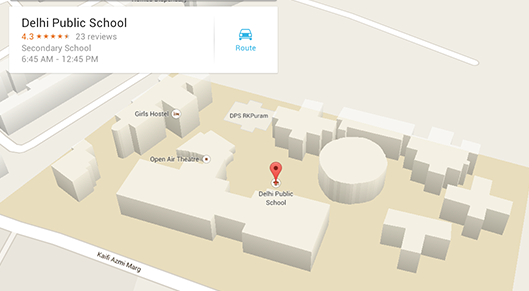 Delhi Public School
4.3 ★★★★★ 23 reviews
Secondary School
6:45 AM - 12:45 PM
Route
Girls Hostel
DPS RKPuram
Open Air Theatre
Delhi Public
School
Kaifi Azmi Marg